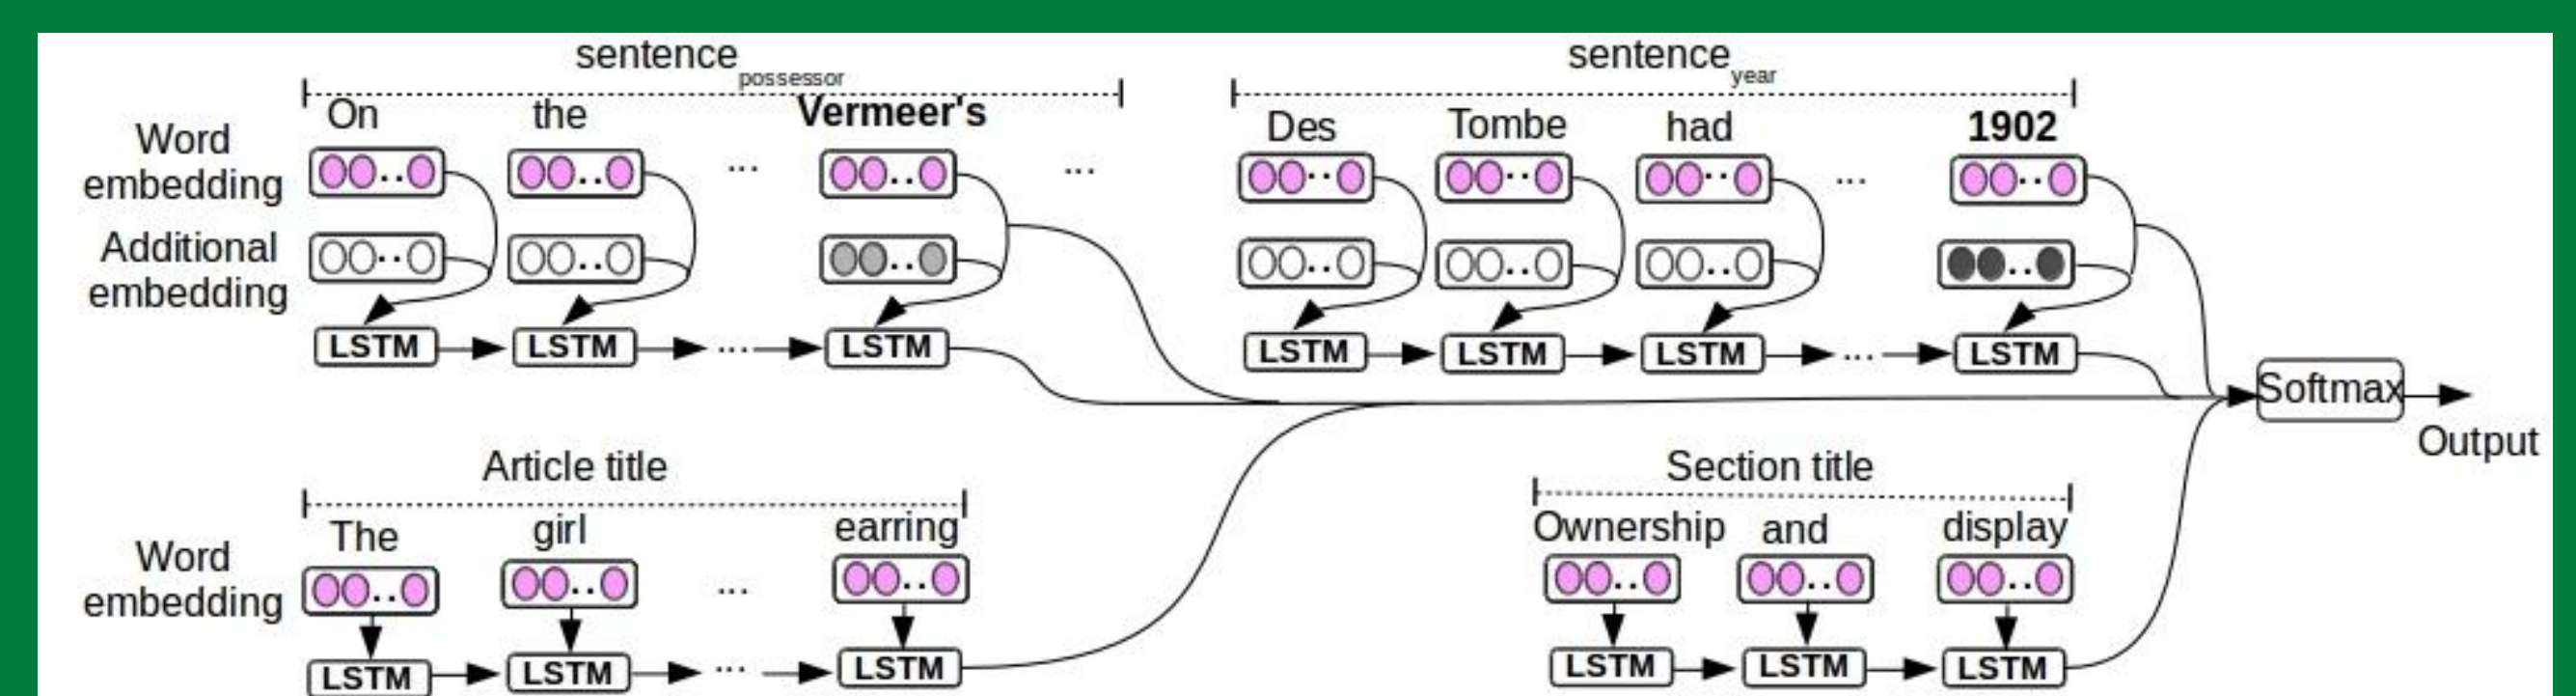 sentence possessor
sentence year
On the Vermeer's
Des Tombe had 1902
Word embedding
... ...
...
Additional embedding
LSTM LSTM ... LSTM
LSTM LSTM LSTM ... LSTM
Softmax
Output
Article title
Section title
The girl earring
Ownership and display
Word embedding
...
LSTM LSTM ... LSTM
LSTM LSTM LSTM